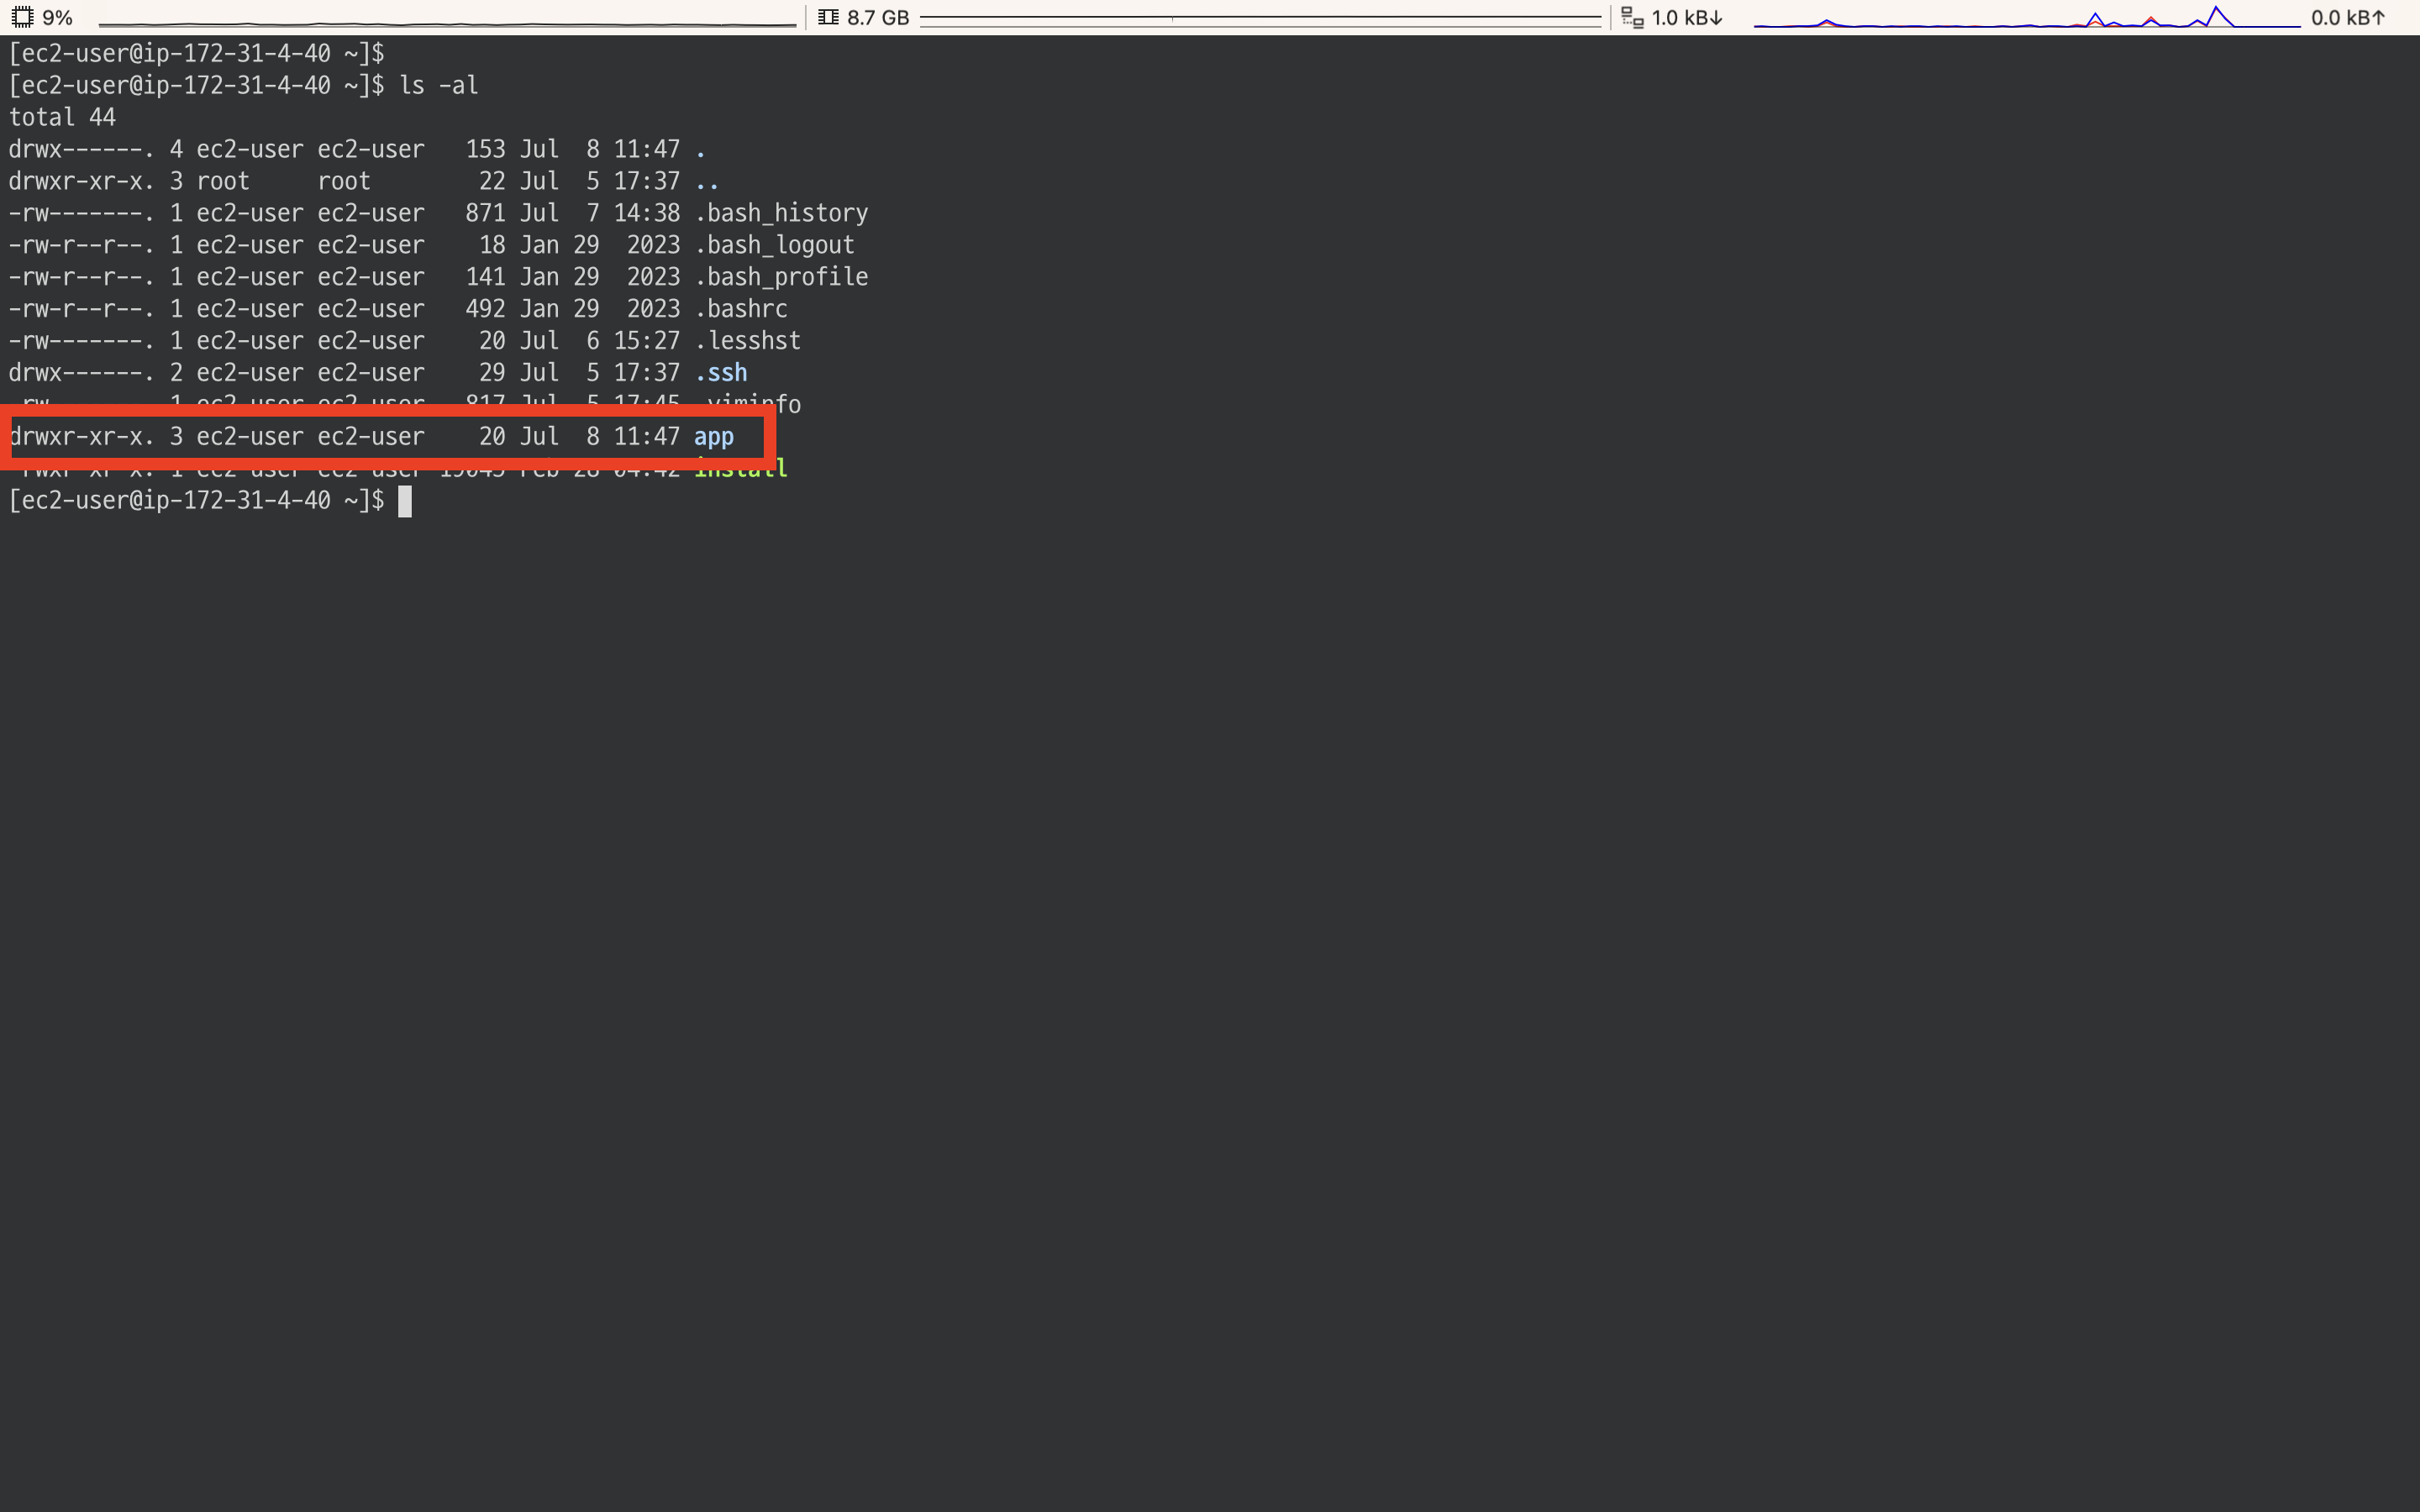 9% 8.7 GB 1.0 kB↓ 0.0 kB↑
[ec2-user@ip-172-31-4-40 ~]$
[ec2-user@ip-172-31-4-40 ~]$ ls -al
total 44
drwx------. 4 ec2-user ec2-user   153 Jul  8 11:47 .
drwxr-xr-x. 3 root     root        22 Jul  5 17:37 ..
-rw-------. 1 ec2-user ec2-user   871 Jul  7 14:38 .bash_history
-rw-r--r--. 1 ec2-user ec2-user    18 Jan 29  2023 .bash_logout
-rw-r--r--. 1 ec2-user ec2-user   141 Jan 29  2023 .bash_profile
-rw-r--r--. 1 ec2-user ec2-user   492 Jan 29  2023 .bashrc
-rw-------. 1 ec2-user ec2-user    20 Jul  6 15:27 .lesshst
drwx------. 2 ec2-user ec2-user    29 Jul  5 17:37 .ssh
1 ec2-user ec2-user   817 Jul  5 17:45 .viminfo
drwxr-xr-x. 3 ec2-user ec2-user    20 Jul  8 11:47 app
-rwxr-xr-x. 1 ec2-user ec2-user Feb 28 04:42 install
[ec2-user@ip-172-31-4-40 ~]$